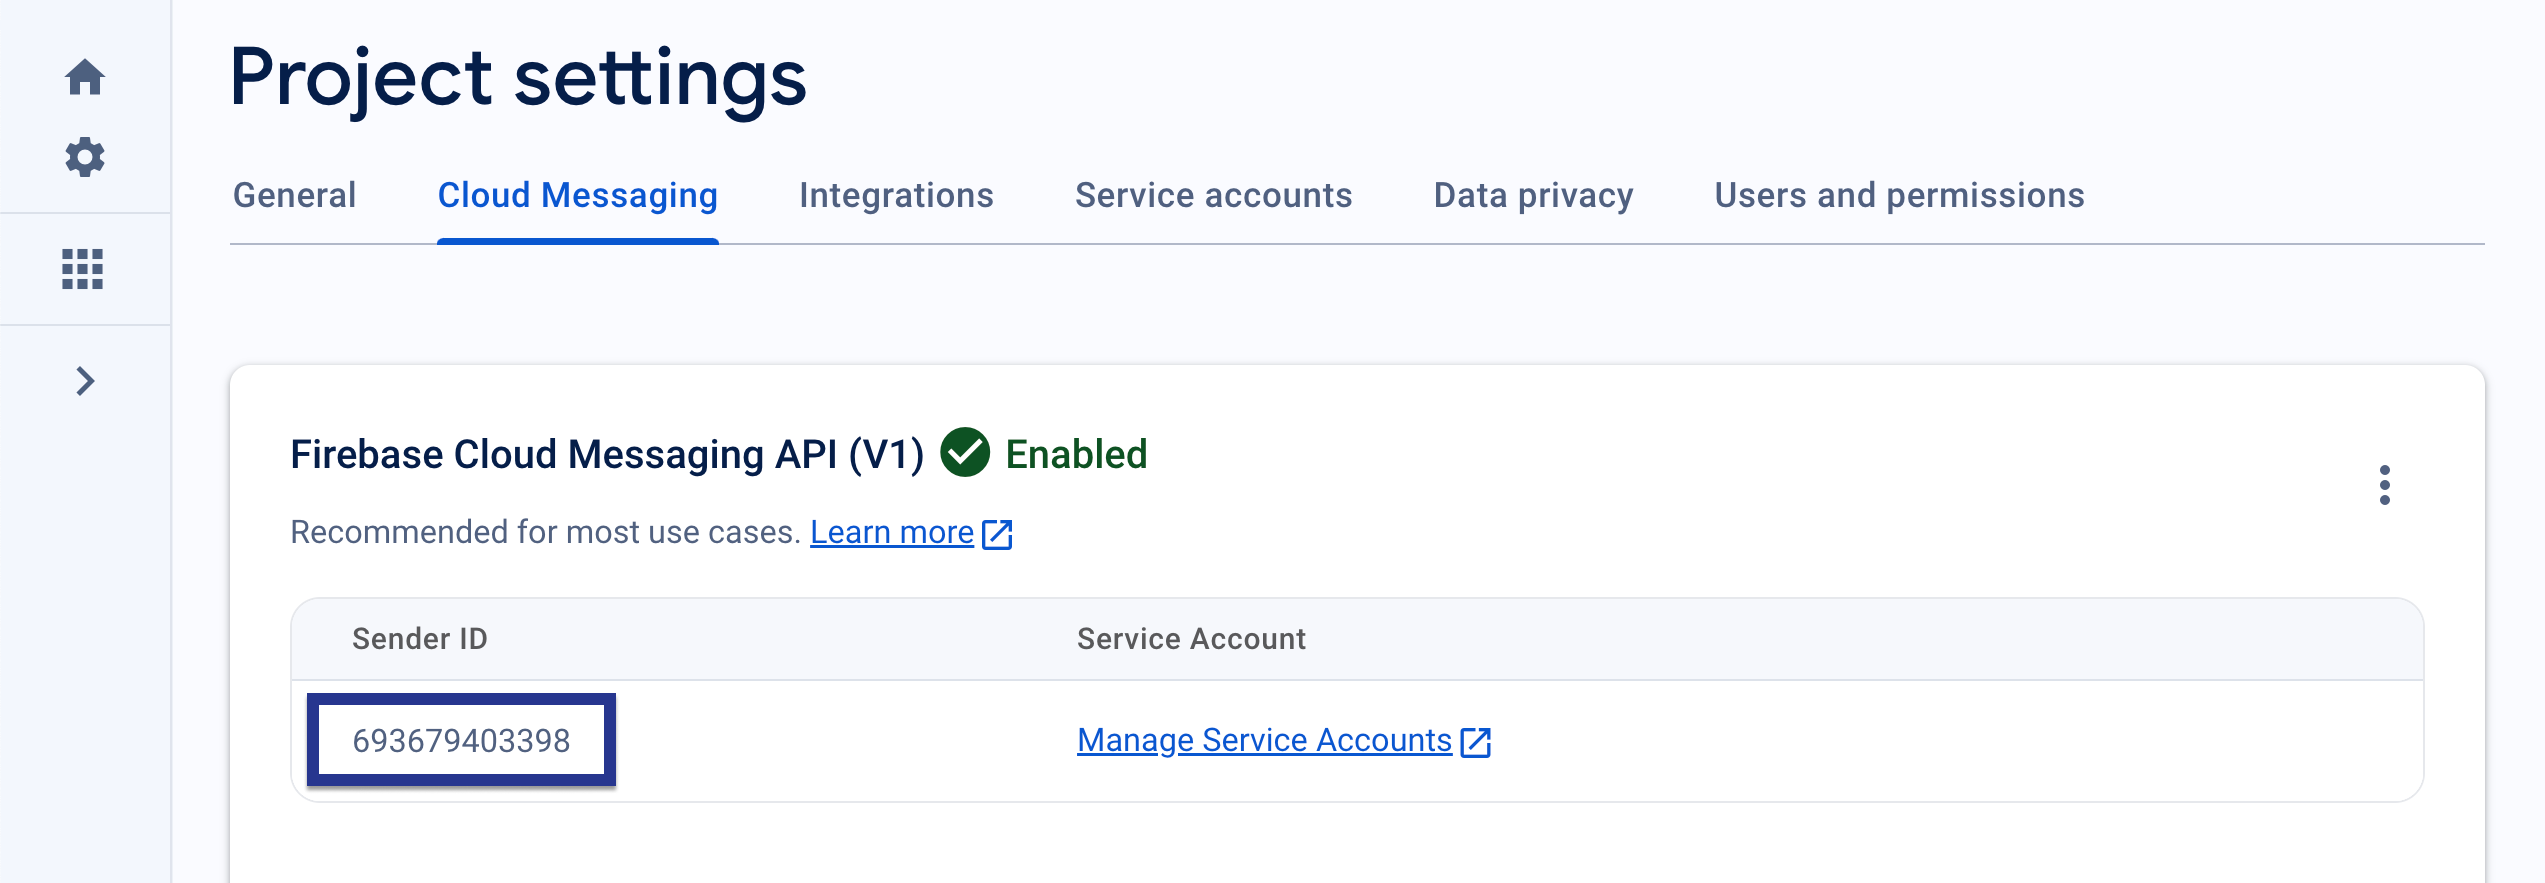 Project settings
General Cloud Messaging Integrations Service accounts Data privacy Users and permissions
Firebase Cloud Messaging API (V1) Enabled
Recommended for most use cases. Learn more
Sender ID Service Account
693679403398 Manage Service Accounts